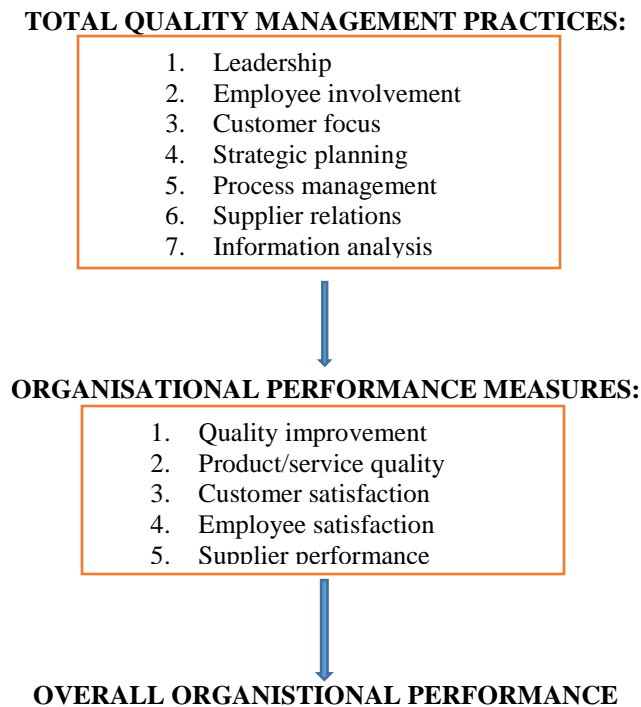 TOTAL QUALITY MANAGEMENT PRACTICES:
1. Leadership
2. Employee involvement
3. Customer focus
4. Strategic planning
5. Process management
6. Supplier relations
7. Information analysis
ORGANISATIONAL PERFORMANCE MEASURES:
1. Quality improvement
2. Product/service quality
3. Customer satisfaction
4. Employee satisfaction
5. Supplier performance
OVERALL ORGANISTIONAL PERFORMANCE